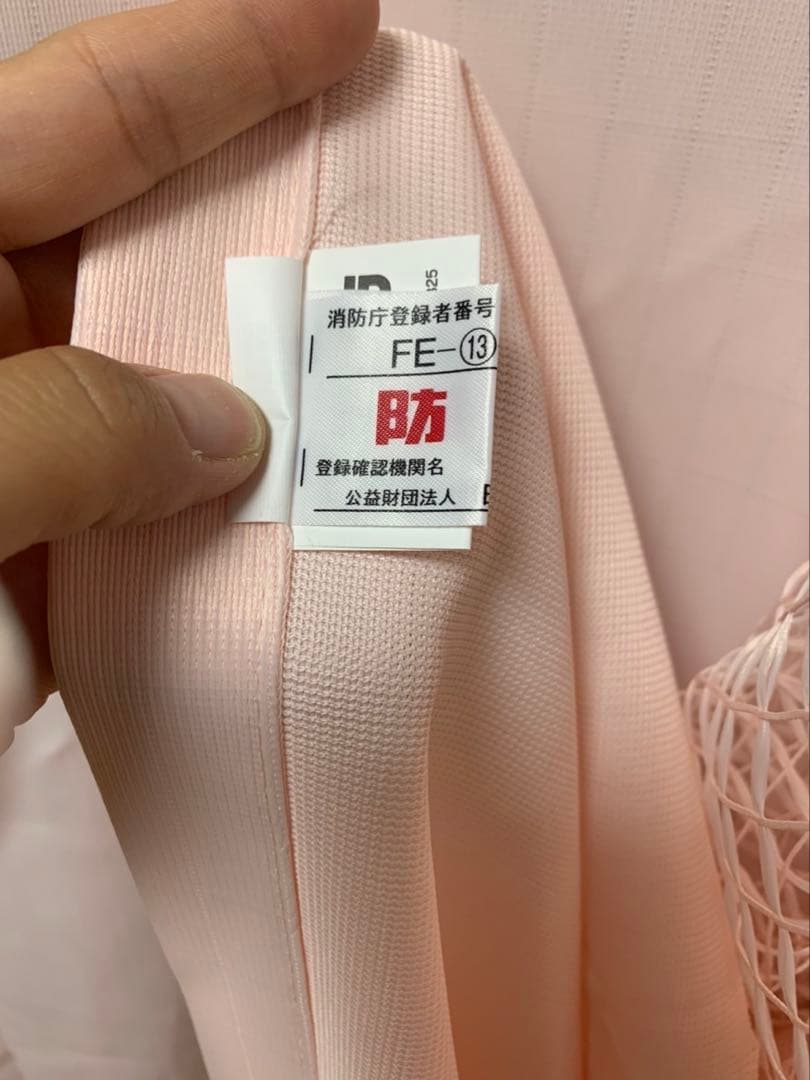 消防庁登録者番号
FE-⑬
防
登録確認機関名
公益財団法人